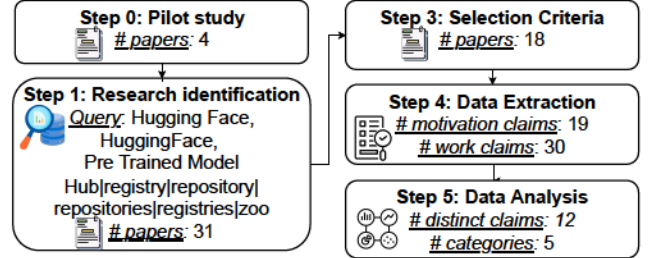 Step 0: Pilot study
# papers: 4
Step 1: Research identification
Query: Hugging Face,
HuggingFace,
Pre Trained Model
Hub|registry|repository|
repositories|registries|zoo
# papers: 31
Step 3: Selection Criteria
# papers: 18
Step 4: Data Extraction
# motivation claims: 19
# work claims: 30
Step 5: Data Analysis
# distinct claims: 12
# categories: 5